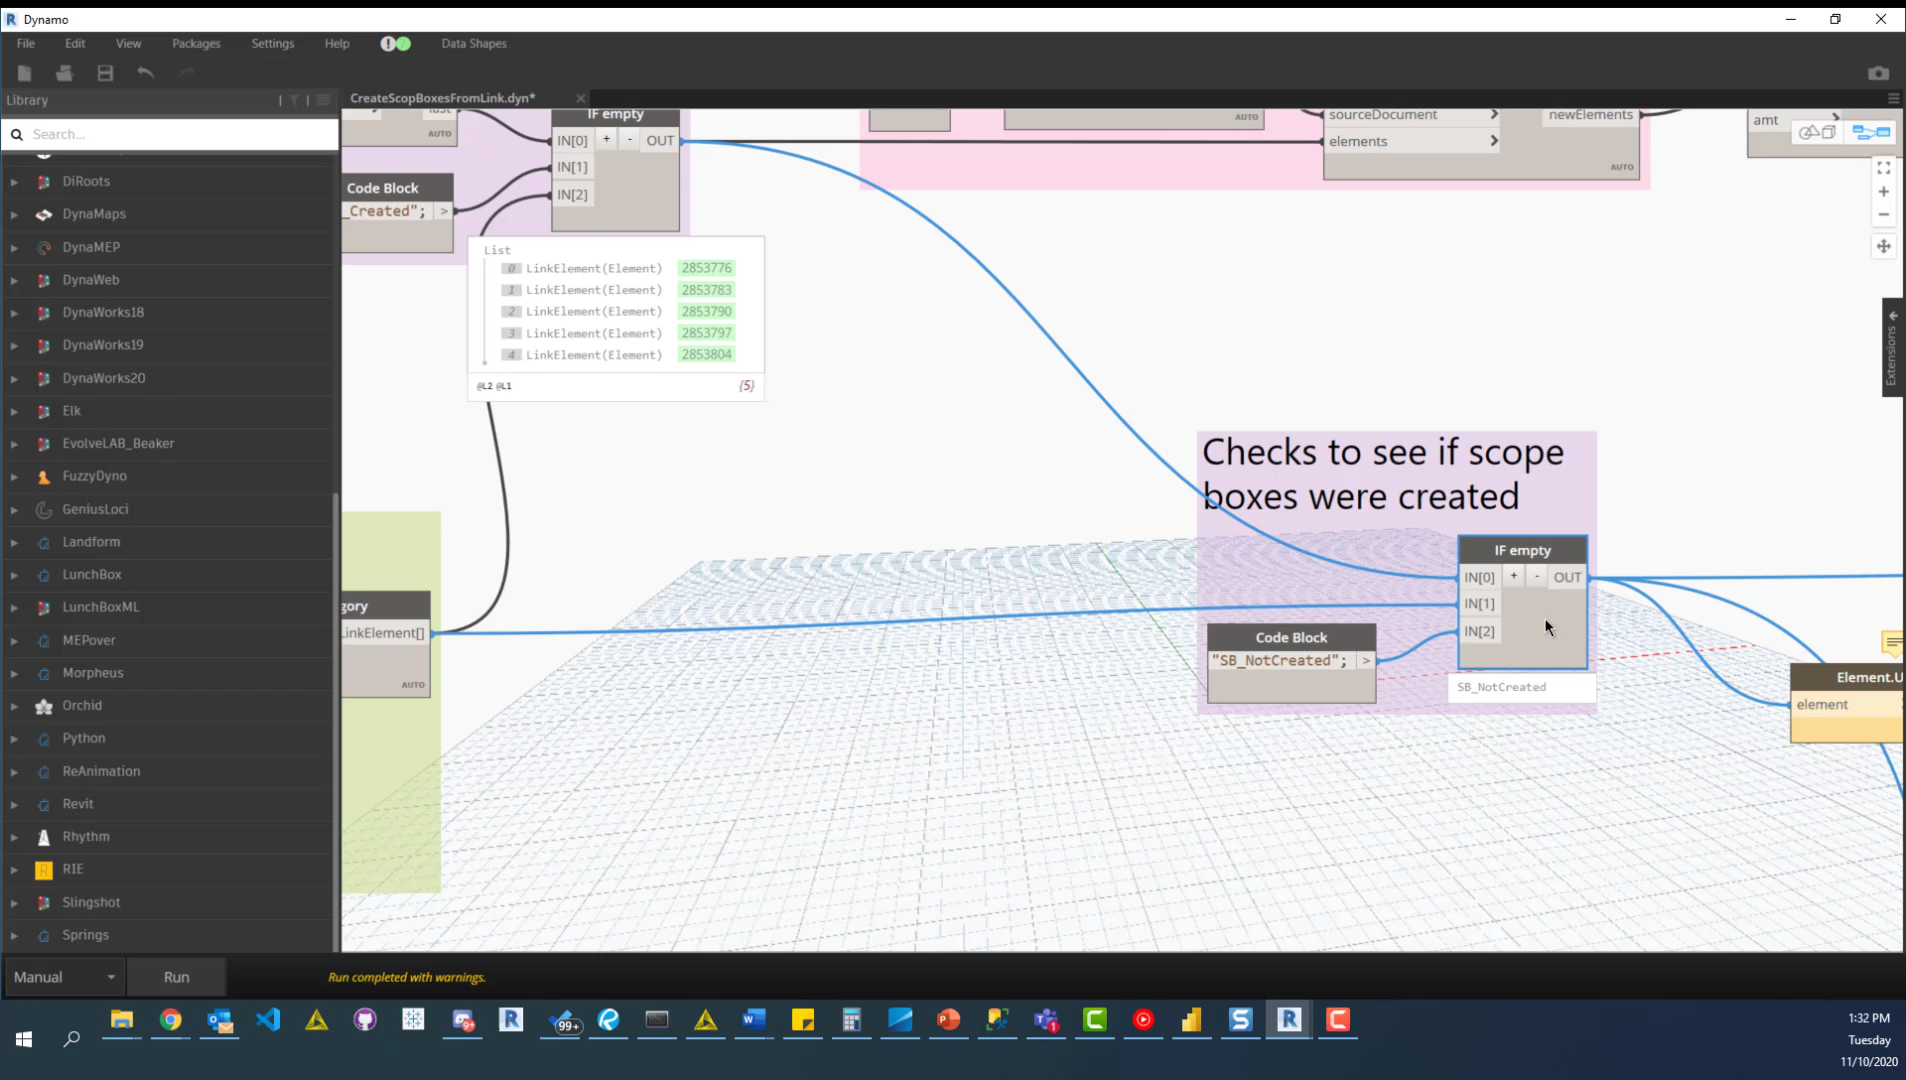 Dynamo
File Edit View Packages Settings Help Data Shapes
Library
CreateScopBoxesFromLink.dyn*
Search...
DiRoots
DynaMaps
DynaMEP
DynaWeb
DynaWorks18
DynaWorks19
DynaWorks20
Elk
EvolveLAB_Beaker
FuzzyDyno
GeniusLoci
Landform
LunchBox
LunchBoxML
MEPover
Morpheus
Orchid
Python
ReAnimation
Revit
Rhythm
RIE
Slingshot
Springs
AUTO
IF empty
IN[0] + - OUT
IN[1]
IN[2]
Code Block
_Created"; >
List
0 LinkElement(Element) 2853776
1 LinkElement(Element) 2853783
2 LinkElement(Element) 2853790
3 LinkElement(Element) 2853797
4 LinkElement(Element) 2853804
@L2 @L1 {5}
AUTO
sourceDocument > newElements
elements >
AUTO
amt >
Extensions
gory
LinkElement[]
AUTO
Checks to see if scope
boxes were created
IF empty
IN[0] + - OUT
IN[1]
IN[2]
Code Block
"SB_NotCreated"; >
SB_NotCreated
Element.U
element
Manual Run Run completed with warnings.
99+
1:32 PM
Tuesday
11/10/2020